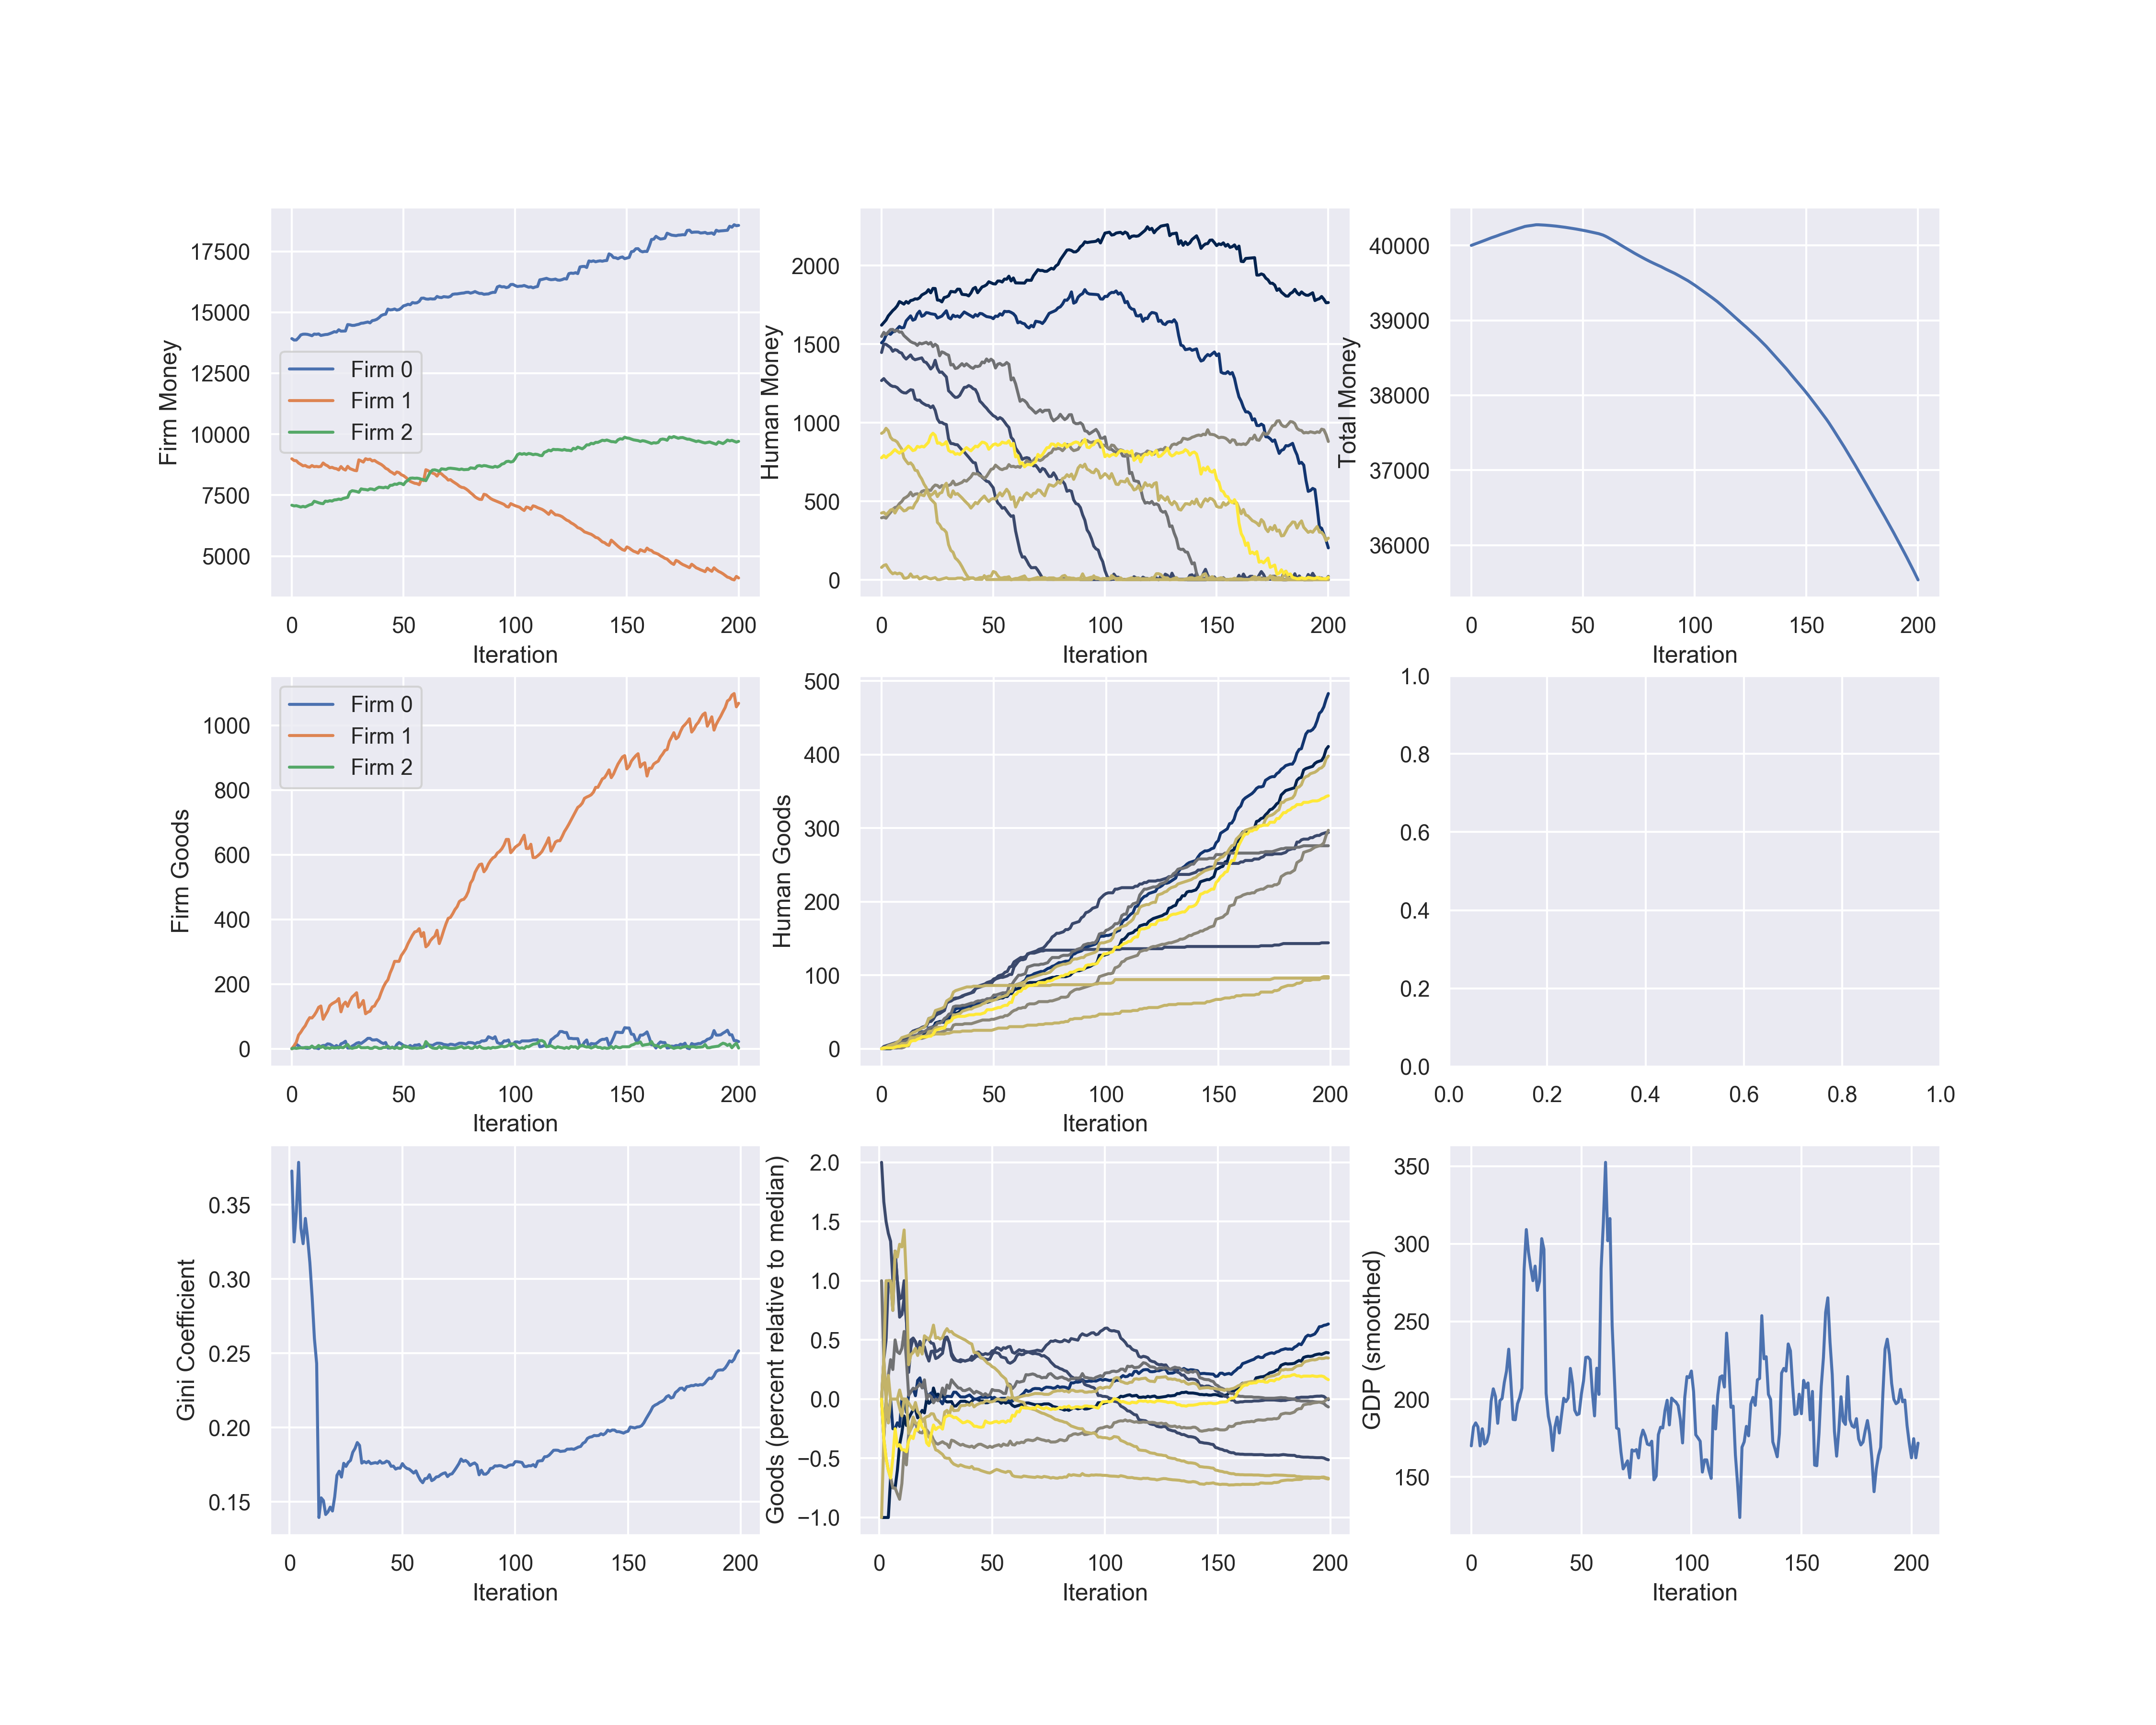 17500
15000
12500
10000
7500
5000
Firm Money
Firm 0
Firm 1
Firm 2
0 50 100 150 200
Iteration
2000
1500
1000
500
0
Human Money
0 50 100 150 200
Iteration
40000
39000
38000
37000
36000
Total Money
0 50 100 150 200
Iteration
1000
800
600
400
200
0
Firm Goods
Firm 0
Firm 1
Firm 2
0 50 100 150 200
Iteration
500
400
300
200
100
0
Human Goods
0 50 100 150 200
Iteration
1.0
0.8
0.6
0.4
0.2
0.0
0.0 0.2 0.4 0.6 0.8 1.0
0.35
0.30
0.25
0.20
0.15
Gini Coefficient
0 50 100 150 200
Iteration
2.0
1.5
1.0
0.5
0.0
−0.5
−1.0
Goods (percent relative to median)
0 50 100 150 200
Iteration
350
300
250
200
150
GDP (smoothed)
0 50 100 150 200
Iteration